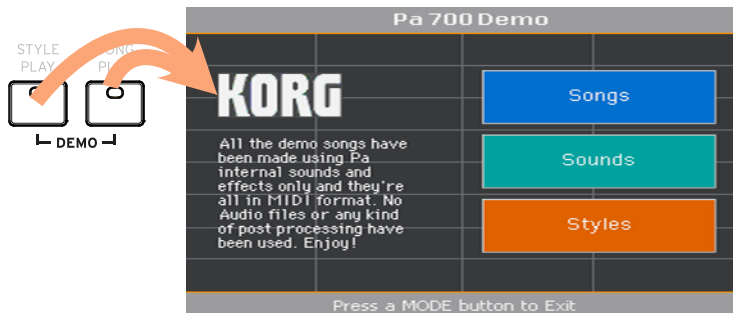 Pa700 Demo
STYLE
PLAY
DEMO
KORG
All the demo songs have
been made using Pa
internal sounds and
effects only and they're
all in MIDI format. No
Audio files or any kind
of post processing have
been used. Enjoy!
Songs
Sounds
Styles
Press a MODE button to Exit